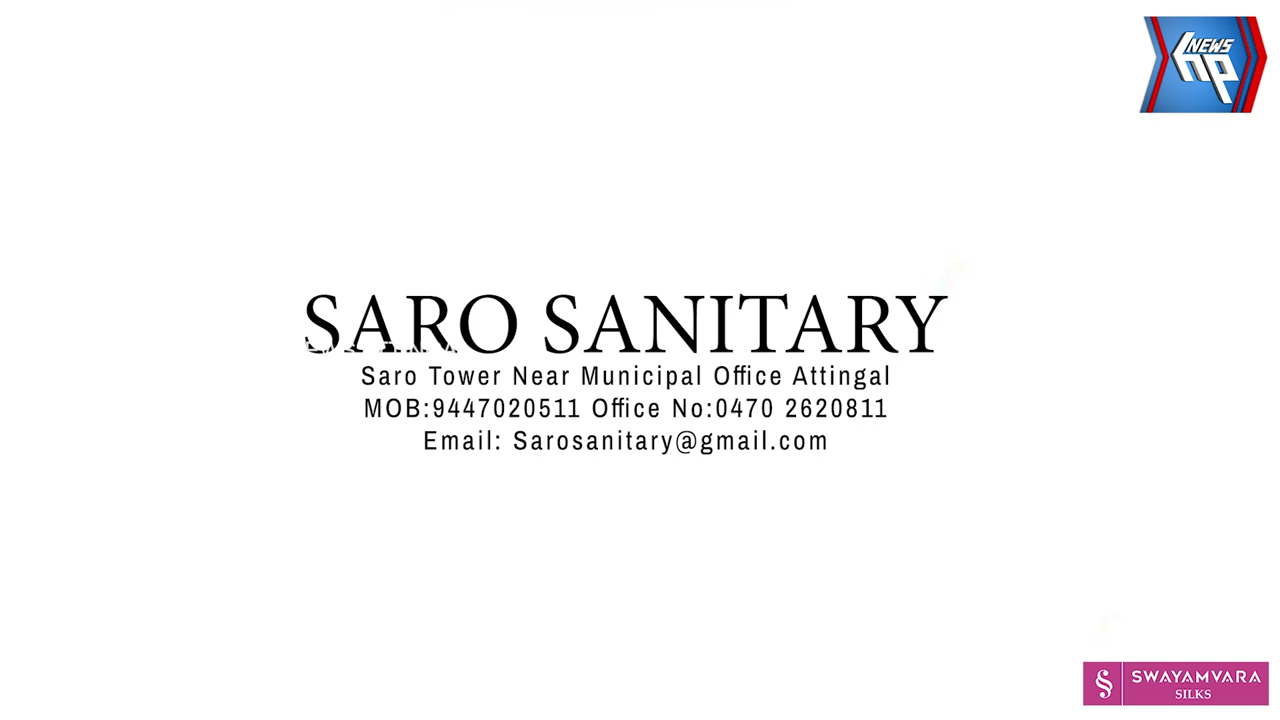 NEWS
hp
SARO SANITARY
Saro Tower Near Municipal Office Attingal
MOB:9447020511 Office No:0470 2620811
Email: Sarosanitary@gmail.com
SWAYAMVARA
SILKS